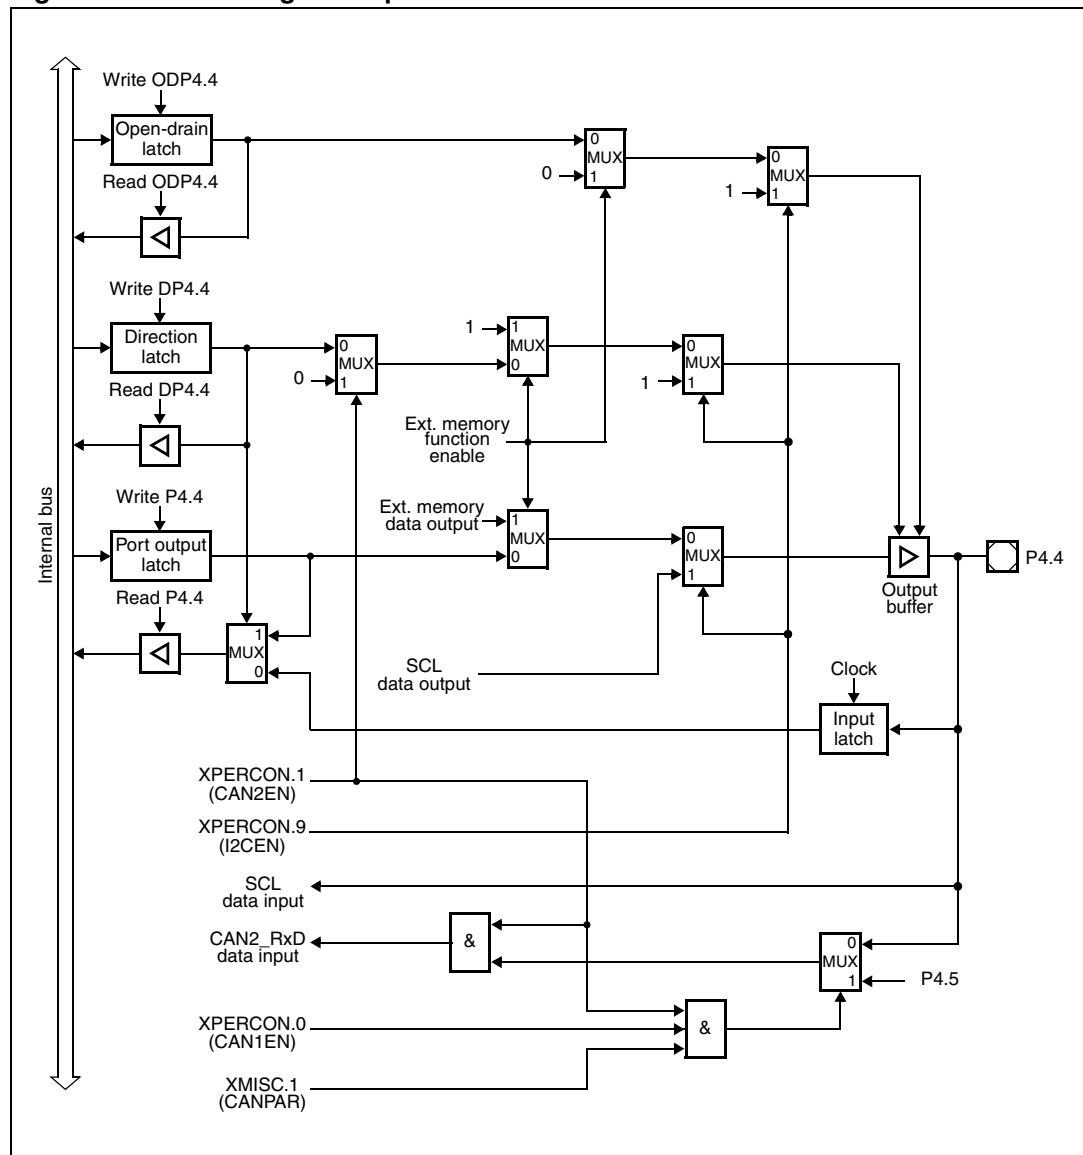 Write ODP4.4
Open-drain
latch
Read ODP4.4
0
MUX
1
0
0
MUX
1
1
Write DP4.4
Direction
latch
Read DP4.4
0
MUX
1
0
1
1
MUX
0
0
MUX
1
1
Ext. memory
function
enable
Internal bus
Write P4.4
Port output
latch
Read P4.4
1
MUX
0
Ext. memory
data output
1
MUX
0
0
MUX
1
Output
buffer
P4.4
SCL
data output
Clock
Input
latch
XPERCON.1
(CAN2EN)
XPERCON.9
(I2CEN)
SCL
data input
CAN2_RxD
data input
&
0
MUX
1
P4.5
XPERCON.0
(CAN1EN)
&
XMISC.1
(CANPAR)